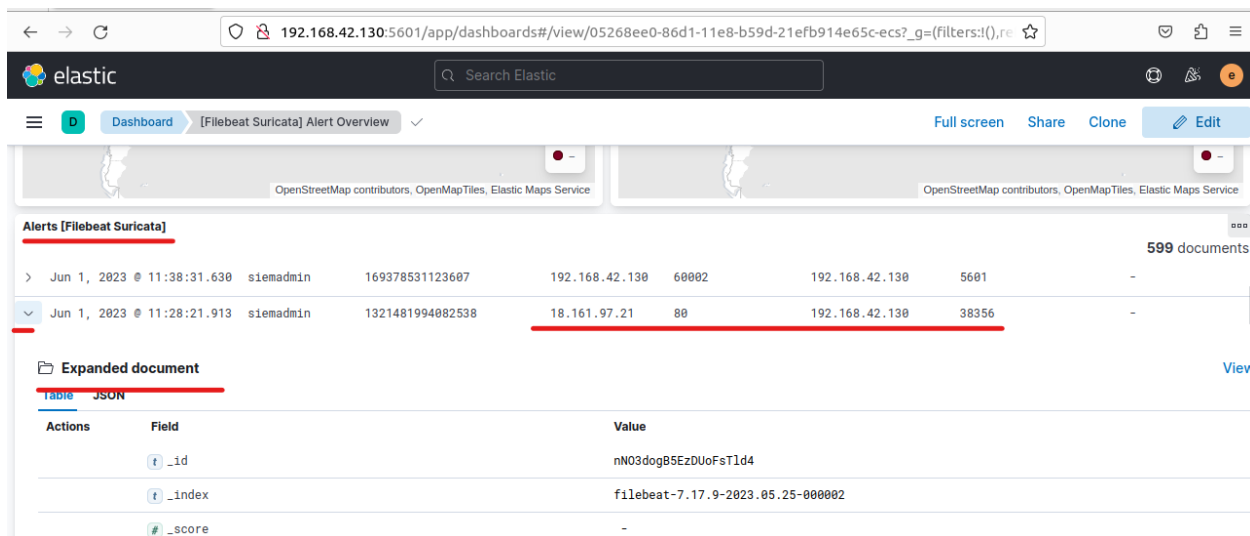 192.168.42.130:5601/app/dashboards#/view/05268ee0-86d1-11e8-b59d-21efb914e65c-ecs?_g=(filters:!(),re
elastic
Search Elastic
e
D Dashboard [Filebeat Suricata] Alert Overview Full screen Share Clone Edit
– –
OpenStreetMap contributors, OpenMapTiles, Elastic Maps Service OpenStreetMap contributors, OpenMapTiles, Elastic Maps Service
Alerts [Filebeat Suricata]
599 documents
Jun 1, 2023 @ 11:38:31.630 siemadmin 169378531123607 192.168.42.130 60002 192.168.42.130 5601 –
Jun 1, 2023 @ 11:28:21.913 siemadmin 1321481994082538 18.161.97.21 80 192.168.42.130 38356 –
Expanded document View
Table JSON
Actions Field Value
t _id nNO3dogB5EzDUoFsTld4
t _index filebeat-7.17.9-2023.05.25-000002
# _score –